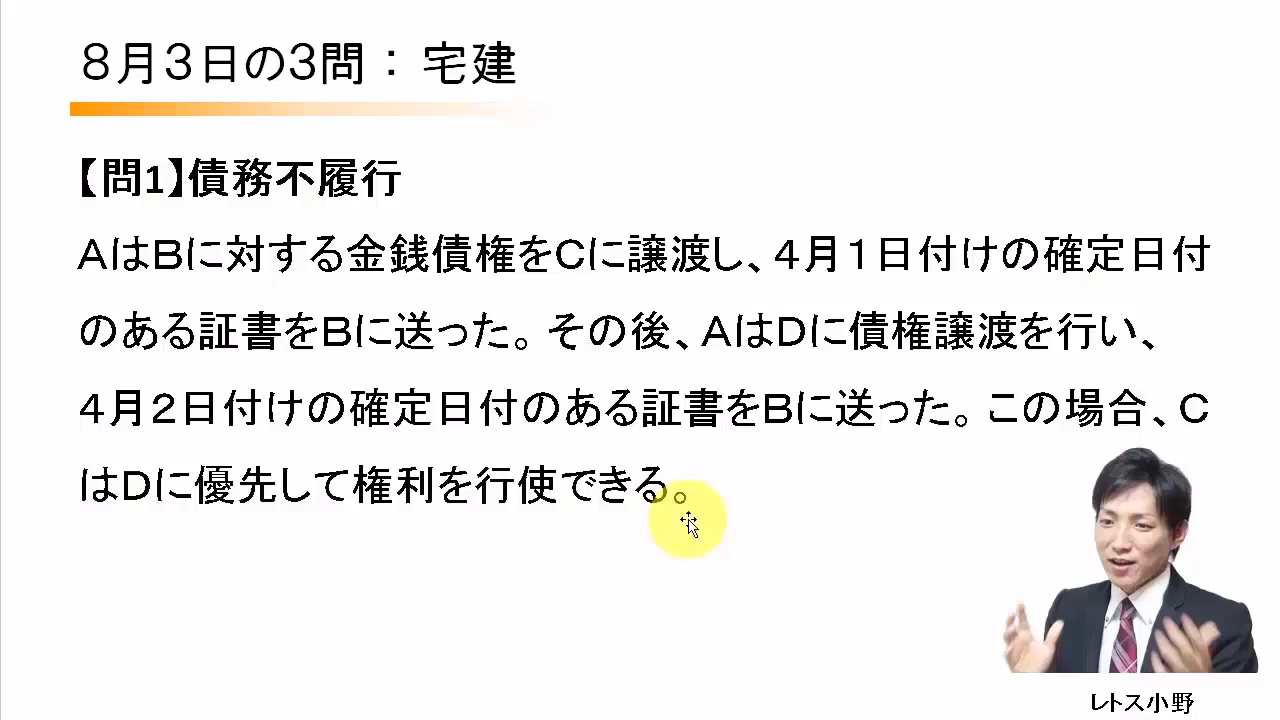 ８月３日の３問：宅建
【問1】債務不履行
ＡはＢに対する金銭債権をＣに譲渡し、４月１日付けの確定日付
のある証書をＢに送った。その後、ＡはＤに債権譲渡を行い、
４月２日付けの確定日付のある証書をＢに送った。この場合、Ｃ
はＤに優先して権利を行使できる。
レトス小野